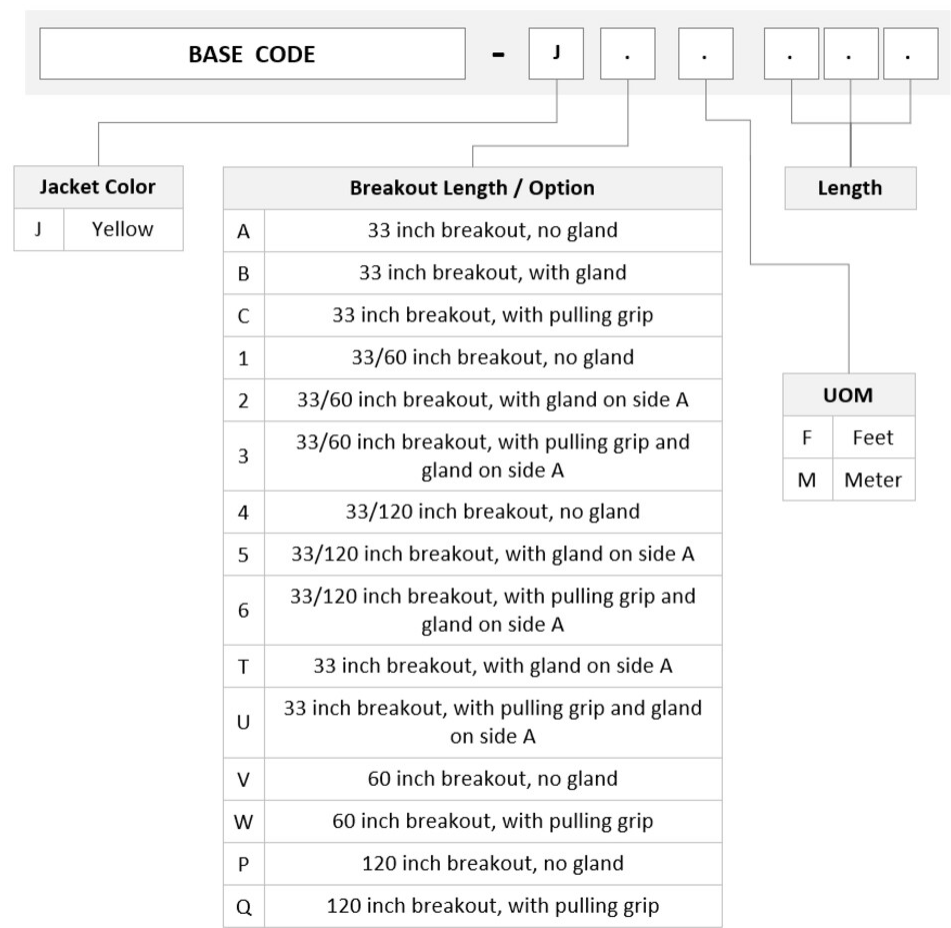 BASE CODE - J . . . . .
Jacket Color
J Yellow
Breakout Length / Option
A 33 inch breakout, no gland
B 33 inch breakout, with gland
C 33 inch breakout, with pulling grip
1 33/60 inch breakout, no gland
2 33/60 inch breakout, with gland on side A
3 33/60 inch breakout, with pulling grip and
gland on side A
4 33/120 inch breakout, no gland
5 33/120 inch breakout, with gland on side A
6 33/120 inch breakout, with pulling grip and
gland on side A
T 33 inch breakout, with gland on side A
U 33 inch breakout, with pulling grip and gland
on side A
V 60 inch breakout, no gland
W 60 inch breakout, with pulling grip
P 120 inch breakout, no gland
Q 120 inch breakout, with pulling grip
Length
UOM
F Feet
M Meter